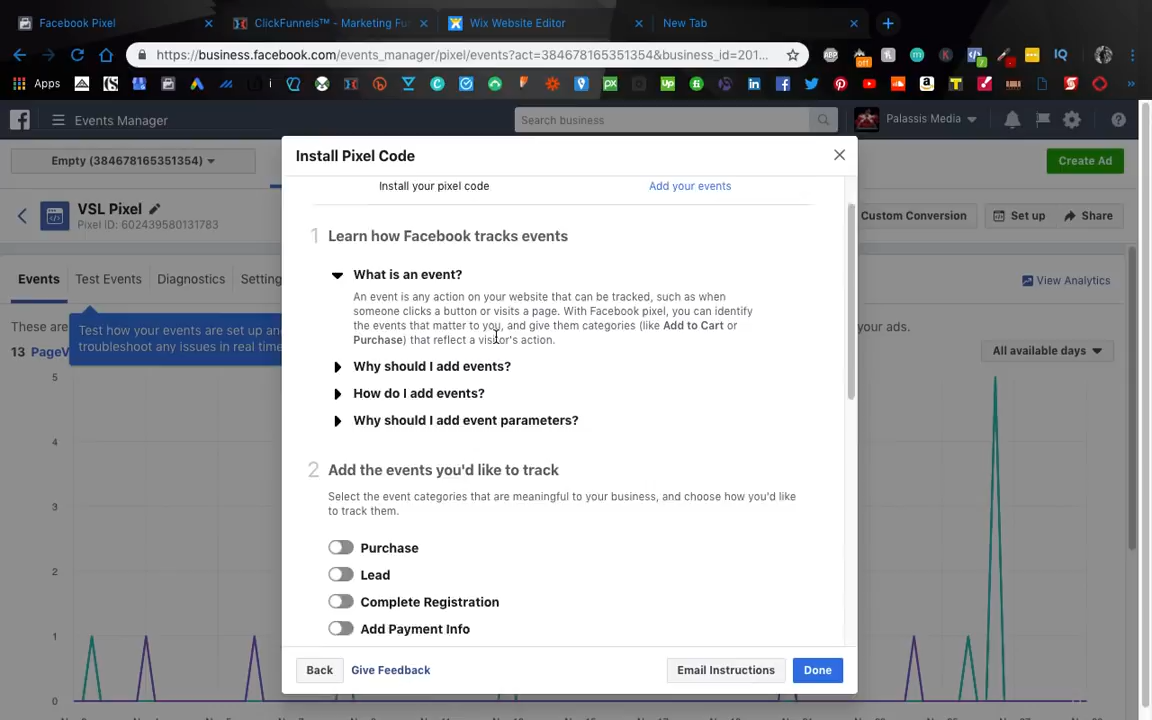 Facebook Pixel
ClickFunnels™ - Marketing Fu
Wix Website Editor
New Tab
https://business.facebook.com/events_manager/pixel/events?act=384678165351354&business_id=201...
Apps
Events Manager
Search business
Palassis Media
Empty (384678165351354)
Install Pixel Code
Create Ad
Install your pixel code
Add your events
VSL Pixel
Pixel ID: 602439580131783
Custom Conversion
Set up
Share
1 Learn how Facebook tracks events
Events
Test Events
Diagnostics
Setting
View Analytics
What is an event?
An event is any action on your website that can be tracked, such as when
someone clicks a button or visits a page. With Facebook pixel, you can identify
the events that matter to you, and give them categories (like Add to Cart or
Purchase) that reflect a visitor's action.
These are
ads.
Test how your events are set up an
troubleshoot any issues in real time
13 PageV
All available days
Why should I add events?
How do I add events?
Why should I add event parameters?
2 Add the events you'd like to track
Select the event categories that are meaningful to your business, and choose how you'd like
to track them.
Purchase
Lead
Complete Registration
Add Payment Info
5
4
3
2
1
0
Back
Give Feedback
Email Instructions
Done